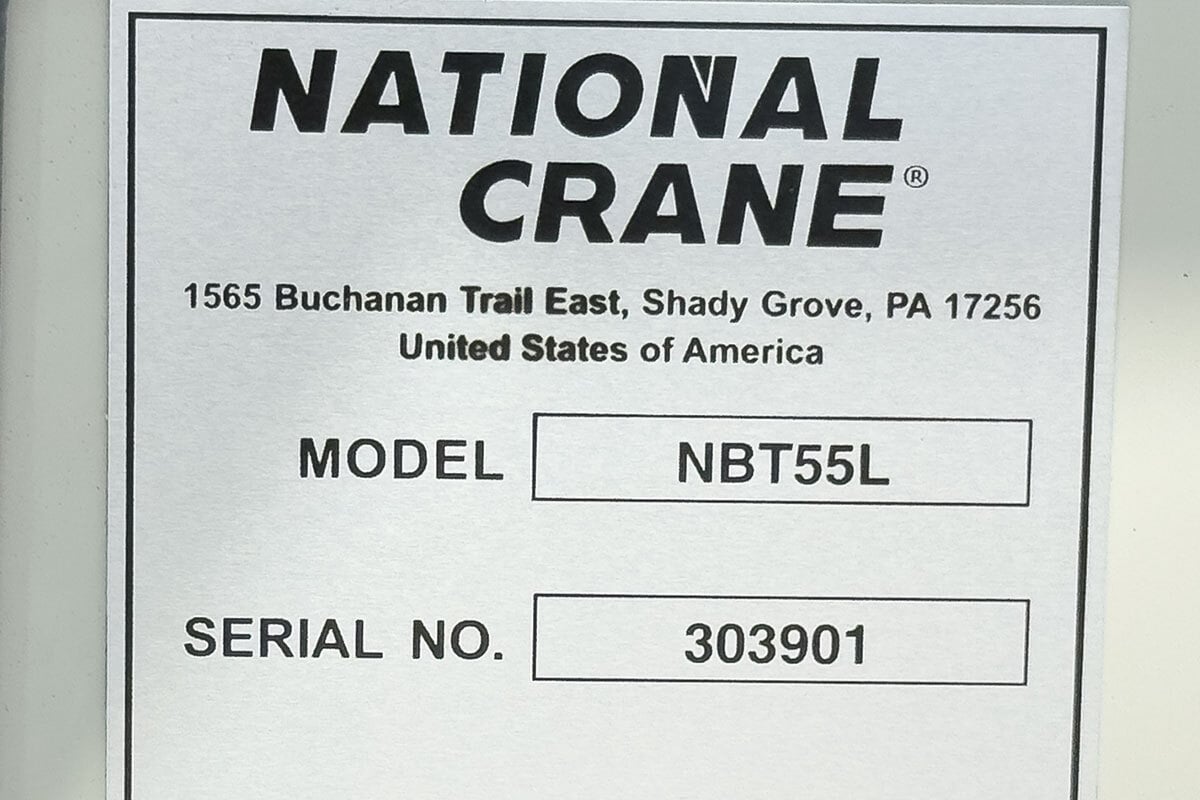 NATIONAL
CRANE®
1565 Buchanan Trail East, Shady Grove, PA 17256
United States of America
MODEL NBT55L
SERIAL NO. 303901